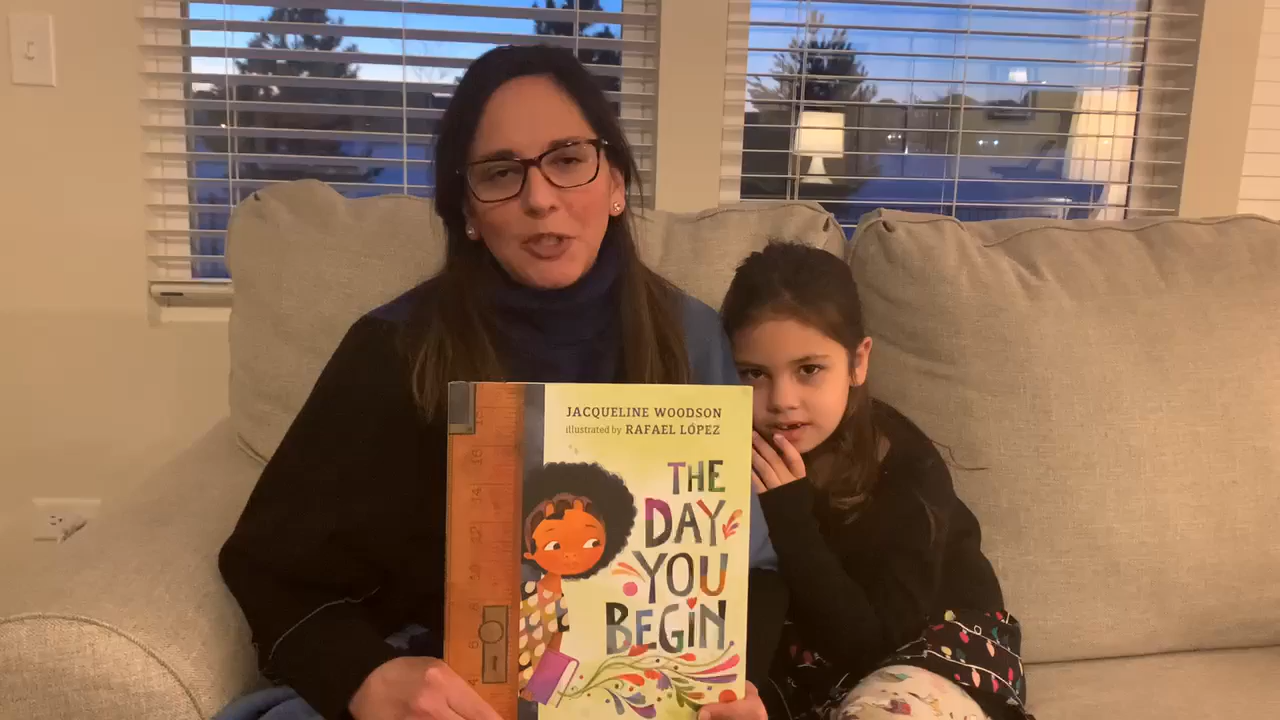 JACQUELINE WOODSON
illustrated by RAFAEL LÓPEZ
THE
DAY
YOU
BEGIN